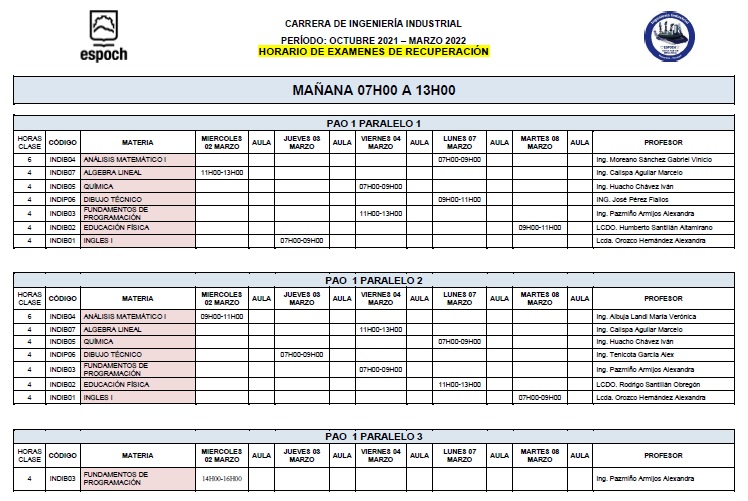 espoch
CARRERA DE INGENIERÍA INDUSTRIAL
PERÍODO: OCTUBRE 2021 – MARZO 2022
HORARIO DE EXAMENES DE RECUPERACIÓN
MAÑANA 07H00 A 13H00
PAO 1 PARALELO 1
HORAS CLASE CÓDIGO MATERIA MIERCOLES 02 MARZO AULA JUEVES 03 MARZO AULA VIERNES 04 MARZO AULA LUNES 07 MARZO AULA MARTES 08 MARZO AULA PROFESOR
6 INDIB04 ANÁLISIS MATEMÁTICO I 07H00-09H00 Ing. Moreano Sánchez Gabriel Vinicio
4 INDIB07 ALGEBRA LINEAL 11H00-13H00 Ing. Calispa Aguilar Marcelo
4 INDIB05 QUÍMICA 07H00-09H00 Ing. Huacho Chávez Iván
4 INDIP06 DIBUJO TÉCNICO 09H00-11H00 ING. José Pérez Fiallos
4 INDIB03 FUNDAMENTOS DE PROGRAMACIÓN 11H00-13H00 Ing. Pazmiño Armijos Alexandra
4 INDIB02 EDUCACIÓN FÍSICA 09H00-11H00 LCDO. Humberto Santillán Altamirano
4 INDIB01 INGLES I 07H00-09H00 Lcda. Orozco Hernández Alexandra
PAO 1 PARALELO 2
HORAS CLASE CÓDIGO MATERIA MIERCOLES 02 MARZO AULA JUEVES 03 MARZO AULA VIERNES 04 MARZO AULA LUNES 07 MARZO AULA MARTES 08 MARZO AULA PROFESOR
6 INDIB04 ANÁLISIS MATEMÁTICO I 09H00-11H00 Ing. Albuja Landi María Verónica
4 INDIB07 ALGEBRA LINEAL 11H00-13H00 Ing. Calispa Aguilar Marcelo
4 INDIB05 QUÍMICA 07H00-09H00 Ing. Huacho Chávez Iván
4 INDIP06 DIBUJO TÉCNICO 07H00-09H00 Ing. Tenicota García Alex
4 INDIB03 FUNDAMENTOS DE PROGRAMACIÓN 07H00-09H00 Ing. Pazmiño Armijos Alexandra
4 INDIB02 EDUCACIÓN FÍSICA 11H00-13H00 LCDO. Rodrigo Santillán Obregón
4 INDIB01 INGLES I 07H00-09H00 Lcda. Orozco Hernández Alexandra
PAO 1 PARALELO 3
HORAS CLASE CÓDIGO MATERIA MIERCOLES 02 MARZO AULA JUEVES 03 MARZO AULA VIERNES 04 MARZO AULA LUNES 07 MARZO AULA MARTES 08 MARZO AULA PROFESOR
4 INDIB03 FUNDAMENTOS DE PROGRAMACIÓN 14H00-16H00 Ing. Pazmiño Armijos Alexandra